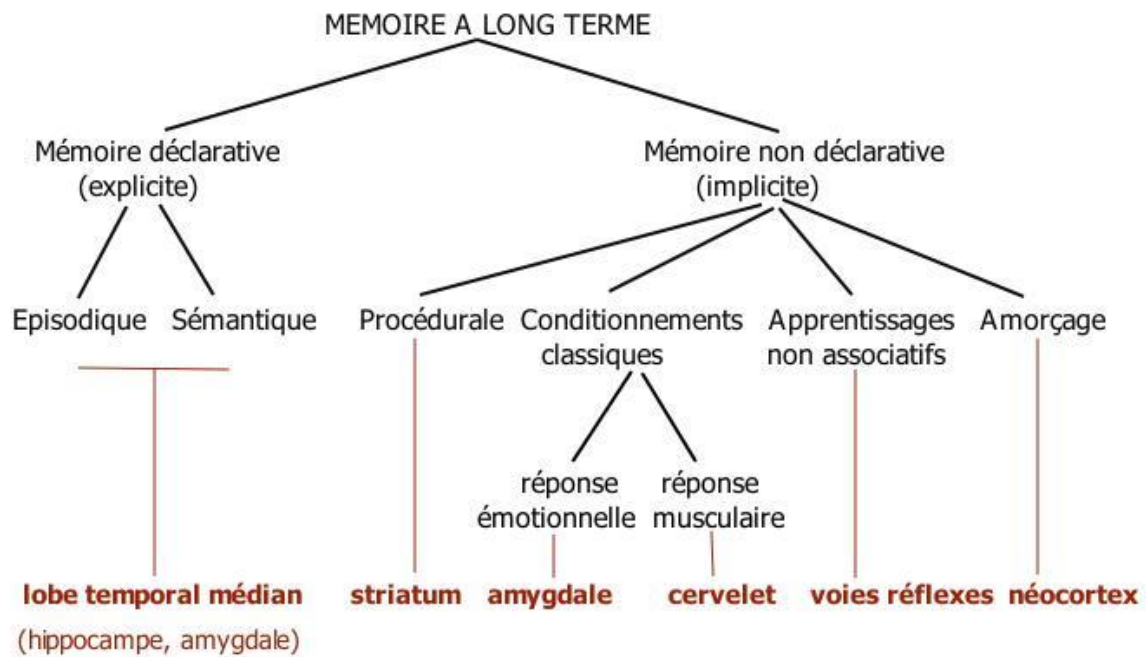 MEMOIRE A LONG TERME
Mémoire déclarative
(explicite)
Mémoire non déclarative
(implicite)
Episodique
Sémantique
Procédurale
Conditionnements
classiques
Apprentissages
non associatifs
Amorçage
réponse
émotionnelle
réponse
musculaire
lobe temporal médian
(hippocampe, amygdale)
striatum
amygdale
cervelet
voies réflexes
néocortex